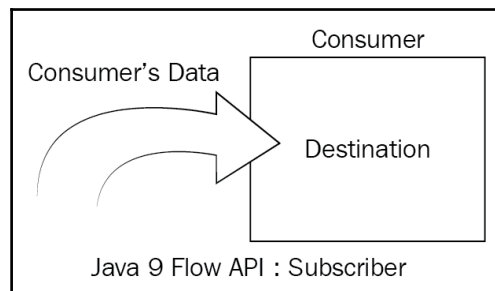 Consumer
Consumer's Data
Destination
Java 9 Flow API : Subscriber